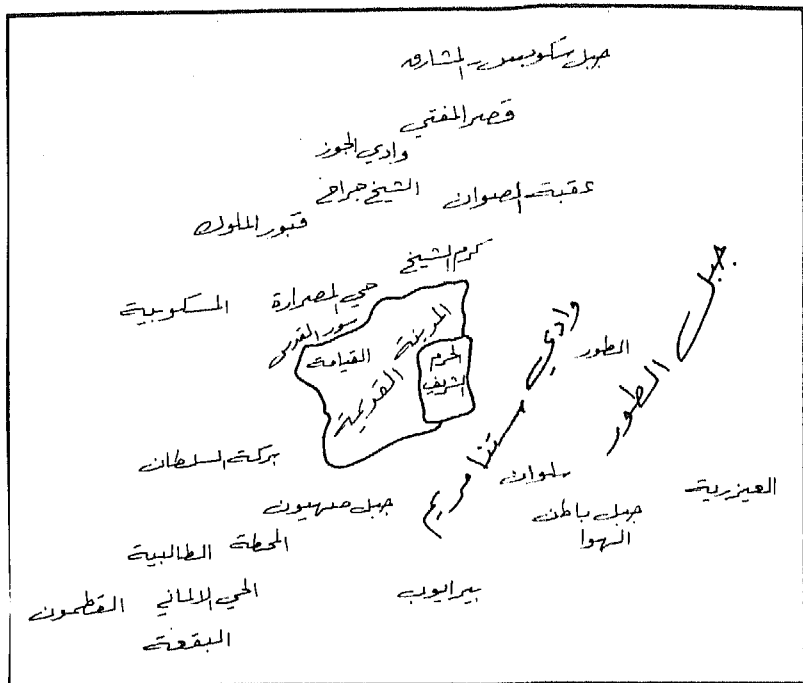 جبل سكوبس - المشارف
قصر المفتي
وادي الجوز
عقبة الصوان
الشيخ جراح
قبور الملوك
كرم الشيخ
حي المصرارة
المسكوبية
سور القدس
المدينة القديمة
القيامة
الحرم
الشريف
وادي ستنا مريم
الطور
جبل الطور
بركة السلطان
سلوان
العيزرية
جبل صهيون
جبل باطن
الهوا
المحطة
الطالبية
بير ايوب
الحي الالماني
القطمون
البقعة